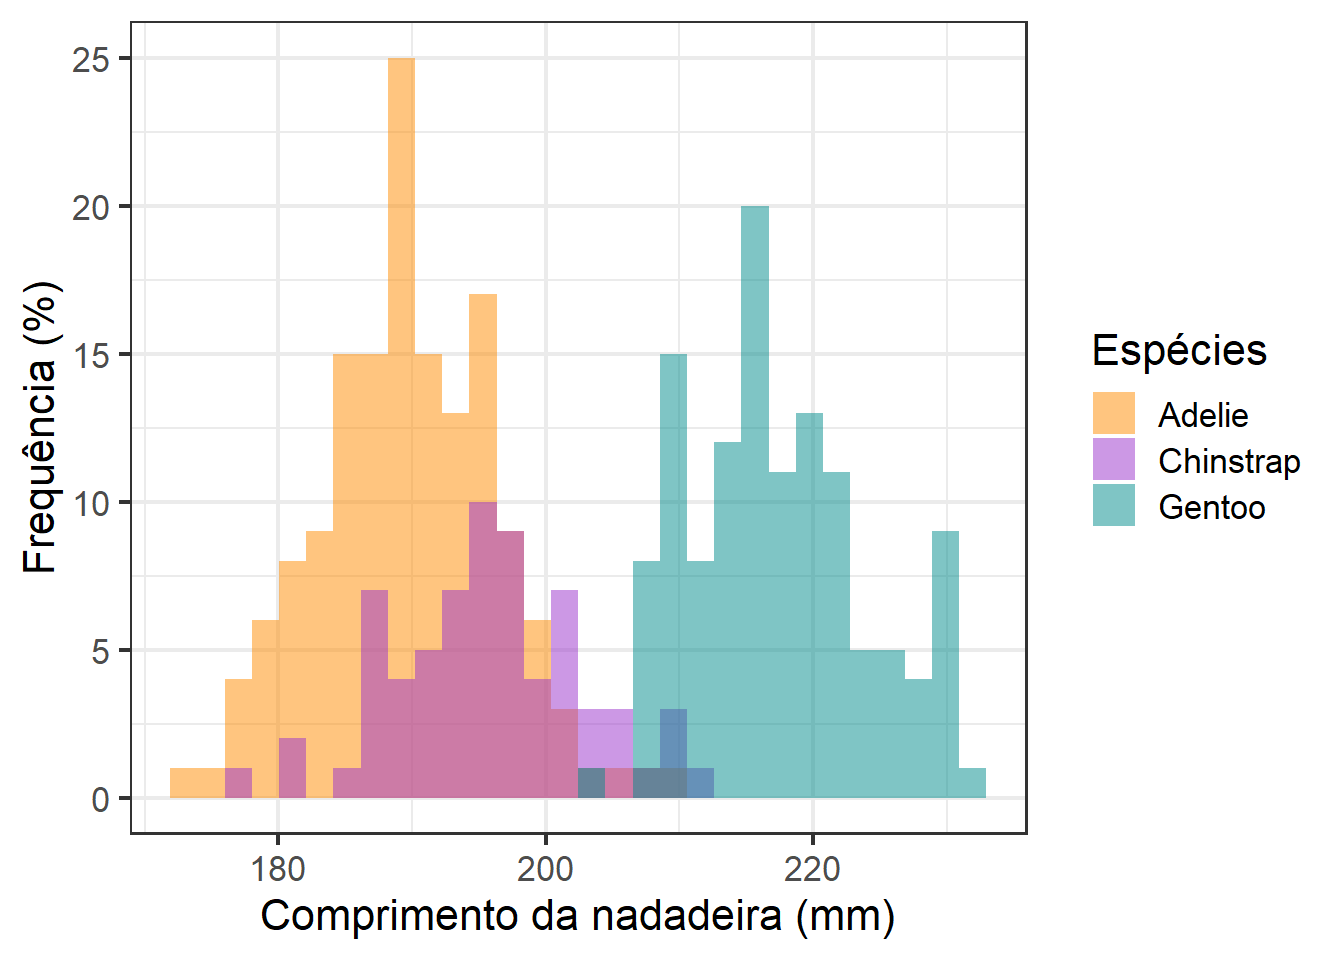 25
20
15
10
5
0
Frequência (%)
180 200 220
Comprimento da nadadeira (mm)
Espécies
Adelie
Chinstrap
Gentoo